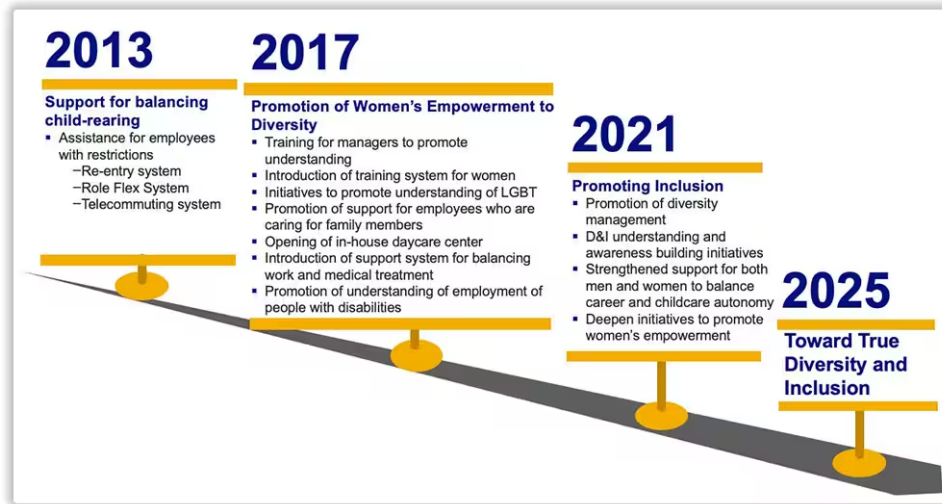 2013
Support for balancing
child-rearing
▪ Assistance for employees
with restrictions
–Re-entry system
–Role Flex System
–Telecommuting system
2017
Promotion of Women's Empowerment to
Diversity
▪ Training for managers to promote
understanding
▪ Introduction of training system for women
▪ Initiatives to promote understanding of LGBT
▪ Promotion of support for employees who are
caring for family members
▪ Opening of in-house daycare center
▪ Introduction of support system for balancing
work and medical treatment
▪ Promotion of understanding of employment of
people with disabilities
2021
Promoting Inclusion
▪ Promotion of diversity
management
▪ D&I understanding and
awareness building initiatives
▪ Strengthened support for both
men and women to balance
career and childcare autonomy
▪ Deepen initiatives to promote
women's empowerment
2025
Toward True
Diversity and
Inclusion